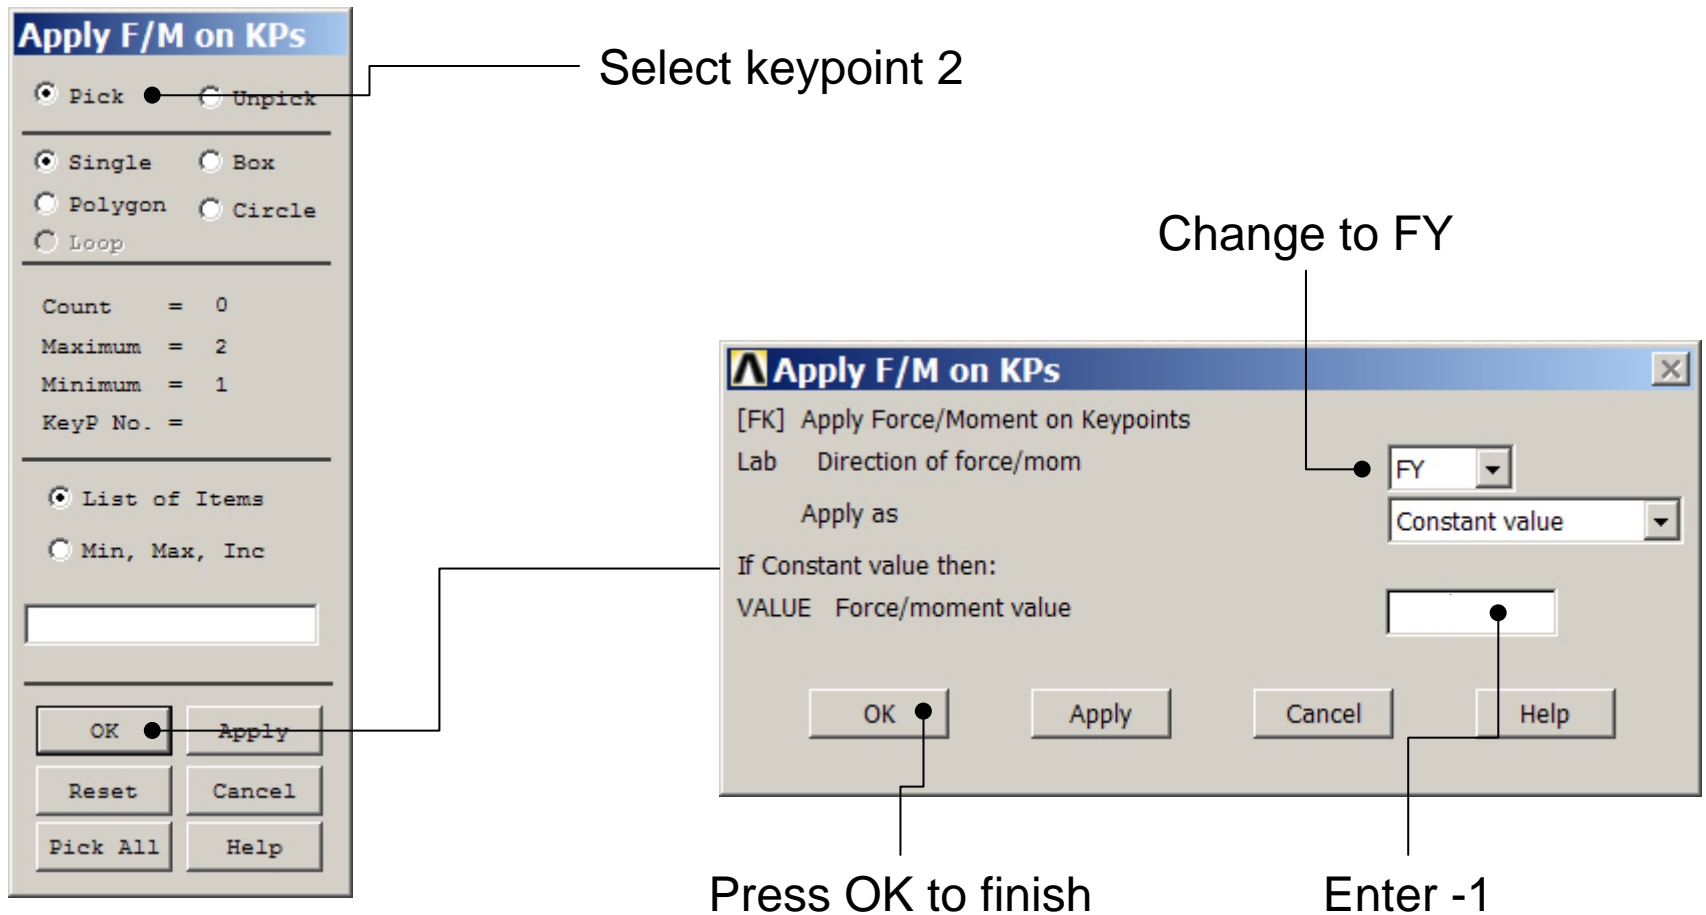 Apply F/M on KPs
Pick Unpick
Single Box
Polygon Circle
Loop
Count = 0
Maximum = 2
Minimum = 1
KeyP No. =
List of Items
Min, Max, Inc
OK Apply
Reset Cancel
Pick All Help
Select keypoint 2
Change to FY
Apply F/M on KPs
[FK] Apply Force/Moment on Keypoints
Lab Direction of force/mom FY
Apply as Constant value
If Constant value then:
VALUE Force/moment value
OK Apply Cancel Help
Press OK to finish
Enter -1